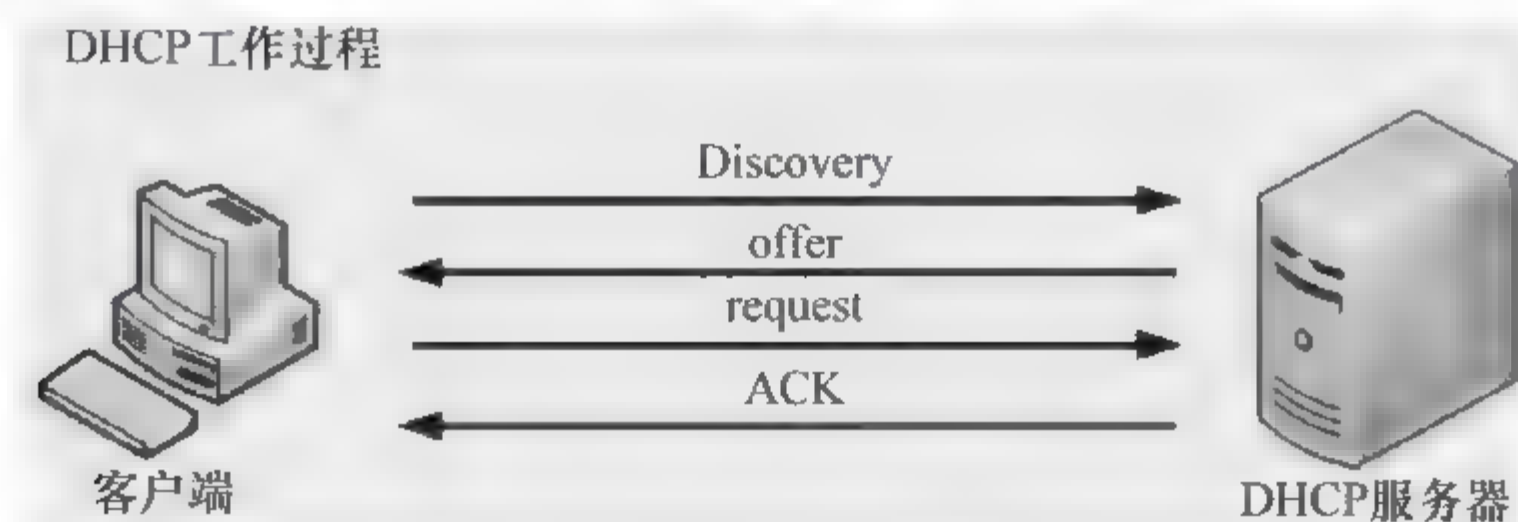 DHCP工作过程
Discovery
offer
request
ACK
客户端
DHCP服务器